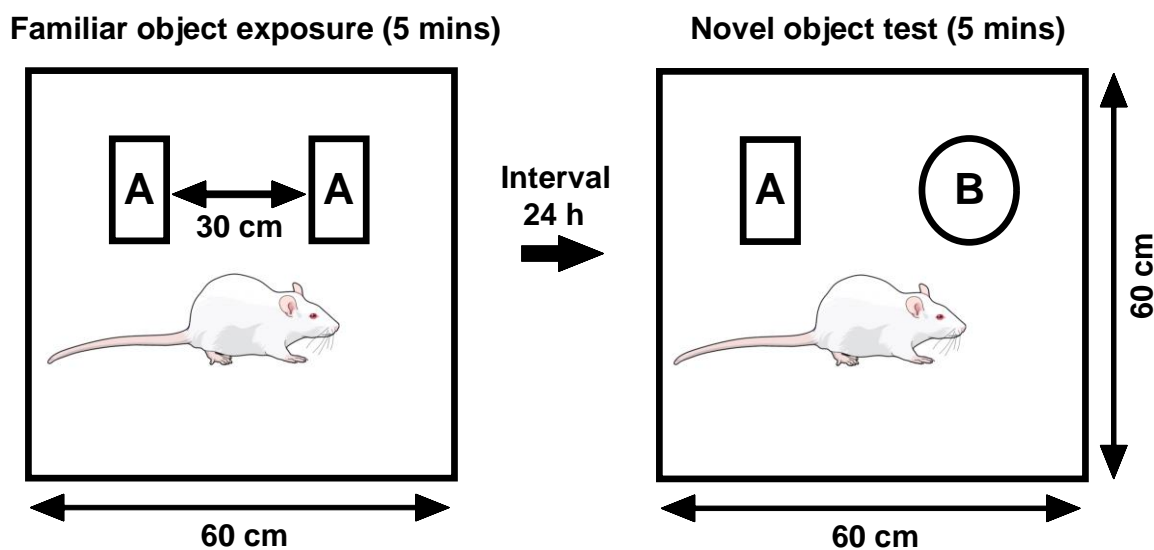 Familiar object exposure (5 mins)
Novel object test (5 mins)
A
A
30 cm
Interval
24 h
A
B
60 cm
60 cm
60 cm